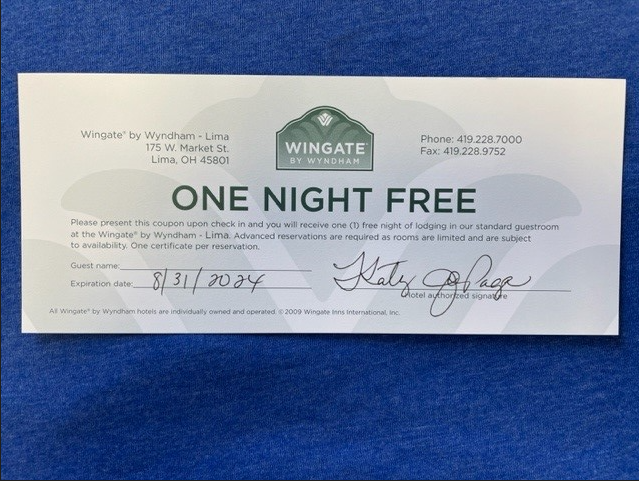 Wingate® by Wyndham - Lima
175 W. Market St.
Lima, OH 45801
WINGATE®
BY WYNDHAM
Phone: 419.228.7000
Fax: 419.228.9752
ONE NIGHT FREE
Please present this coupon upon check in and you will receive one (1) free night of lodging in our standard guestroom
at the Wingate® by Wyndham - Lima. Advanced reservations are required as rooms are limited and are subject
to availability. One certificate per reservation.
Guest name:
Expiration date: 8/31/2024
Katy Jo Page
Hotel authorized signature
All Wingate® by Wyndham hotels are individually owned and operated. © 2009 Wingate Inns International, Inc.